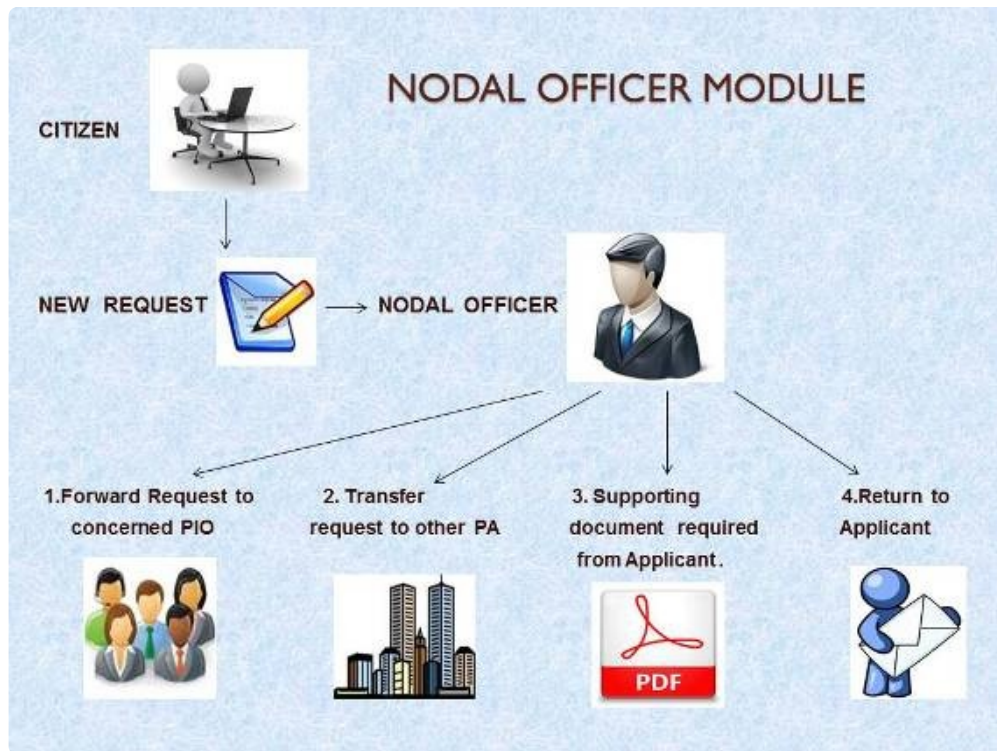 NODAL OFFICER MODULE
CITIZEN
NEW REQUEST
NODAL OFFICER
1.Forward Request to
concerned PIO
2. Transfer
request to other PA
3. Supporting
document required
from Applicant.
4.Return to
Applicant
PDF